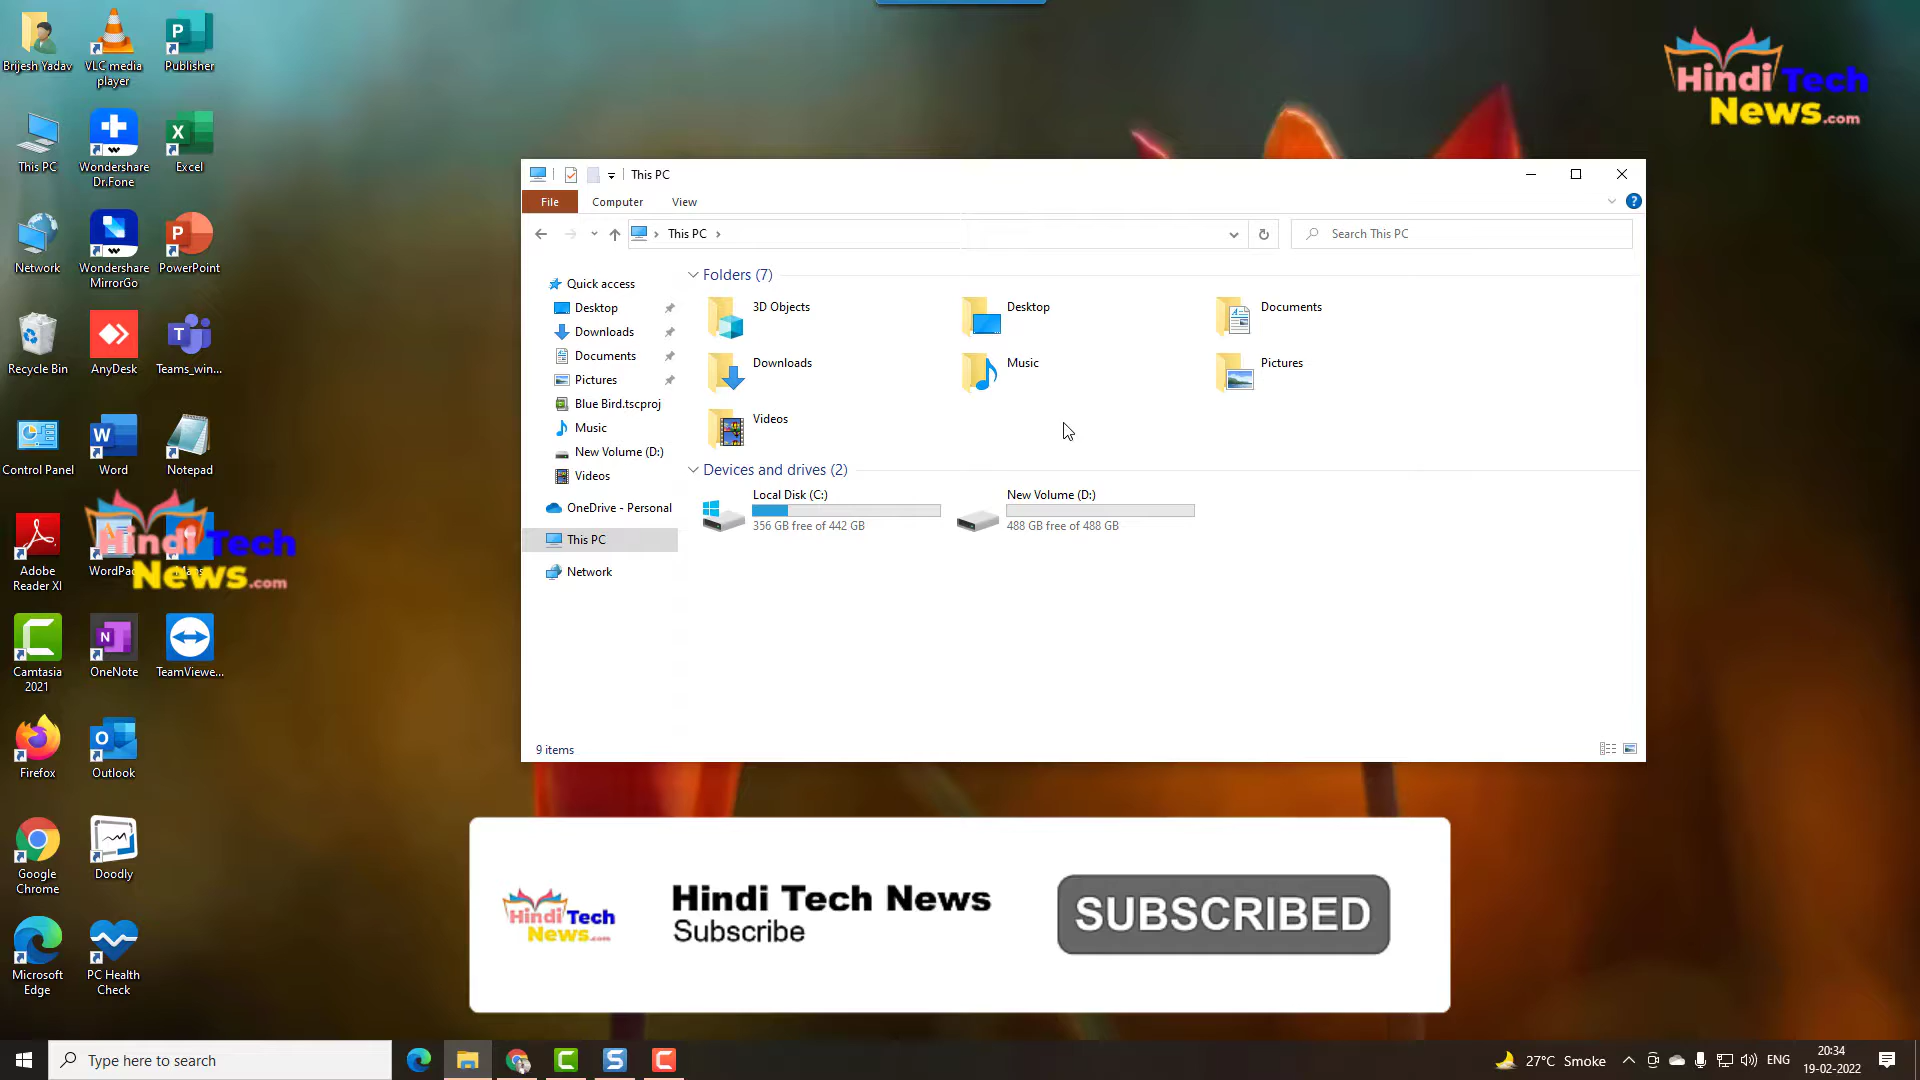 Brijesh Yadav
VLC media
player
Publisher
This PC
Wondershare
Dr.Fone
Excel
Network
Wondershare
MirrorGo
PowerPoint
Recycle Bin
AnyDesk
Teams_win...
Control Panel
Word
Notepad
Adobe
Reader XI
Hindi Tech
News.com
Camtasia
2021
OneNote
TeamViewe...
Firefox
Outlook
Google
Chrome
Doodly
Microsoft
Edge
PC Health
Check
Hindi Tech
News.com
This PC
File
Computer
View
This PC
Search This PC
Quick access
Desktop
Downloads
Documents
Pictures
Blue Bird.tscproj
Music
New Volume (D:)
Videos
OneDrive - Personal
This PC
Network
Folders (7)
3D Objects
Desktop
Documents
Downloads
Music
Pictures
Videos
Devices and drives (2)
Local Disk (C:)
356 GB free of 442 GB
New Volume (D:)
488 GB free of 488 GB
9 items
Hindi Tech
News.com
Hindi Tech News
Subscribe
SUBSCRIBED
Type here to search
27°C Smoke
ENG
20:34
19-02-2022